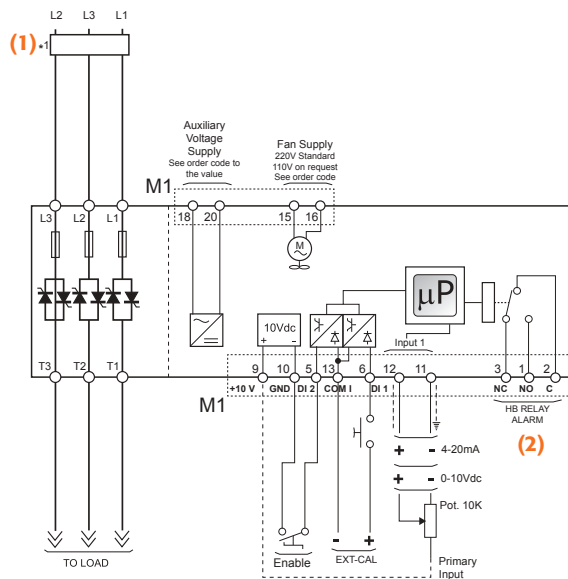 L2 L3 L1
(1) *1
Auxiliary
Voltage
Supply
See order code to
the value
Fan Supply
220V Standard
110V on request
See order code
M1
L3 L2 L1
18 20 15 16
M
µP
10Vdc
+ -
Input 1
T3 T2 T1
9 10 5 13 6 12 11 3 1 2
+10 V GND DI 2 COM I DI 1 NC NO C
M1
HB RELAY
ALARM
(2)
+ - 4-20mA
+ - 0-10Vdc
Pot. 10K
- +
Enable EXT-CAL
Primary
Input
TO LOAD